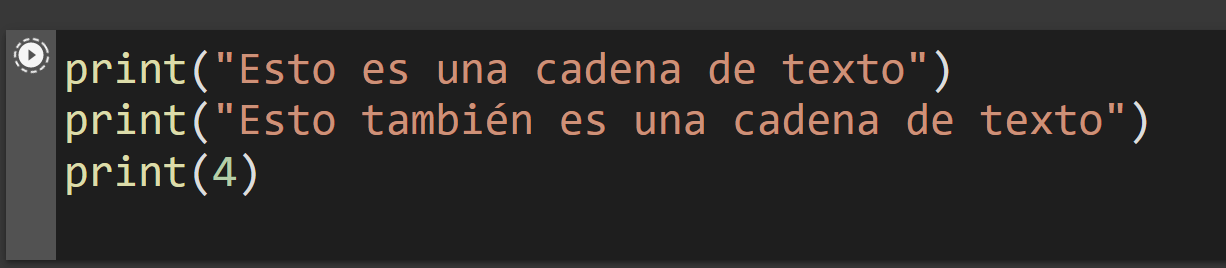 print("Esto es una cadena de texto")
print("Esto también es una cadena de texto")
print(4)